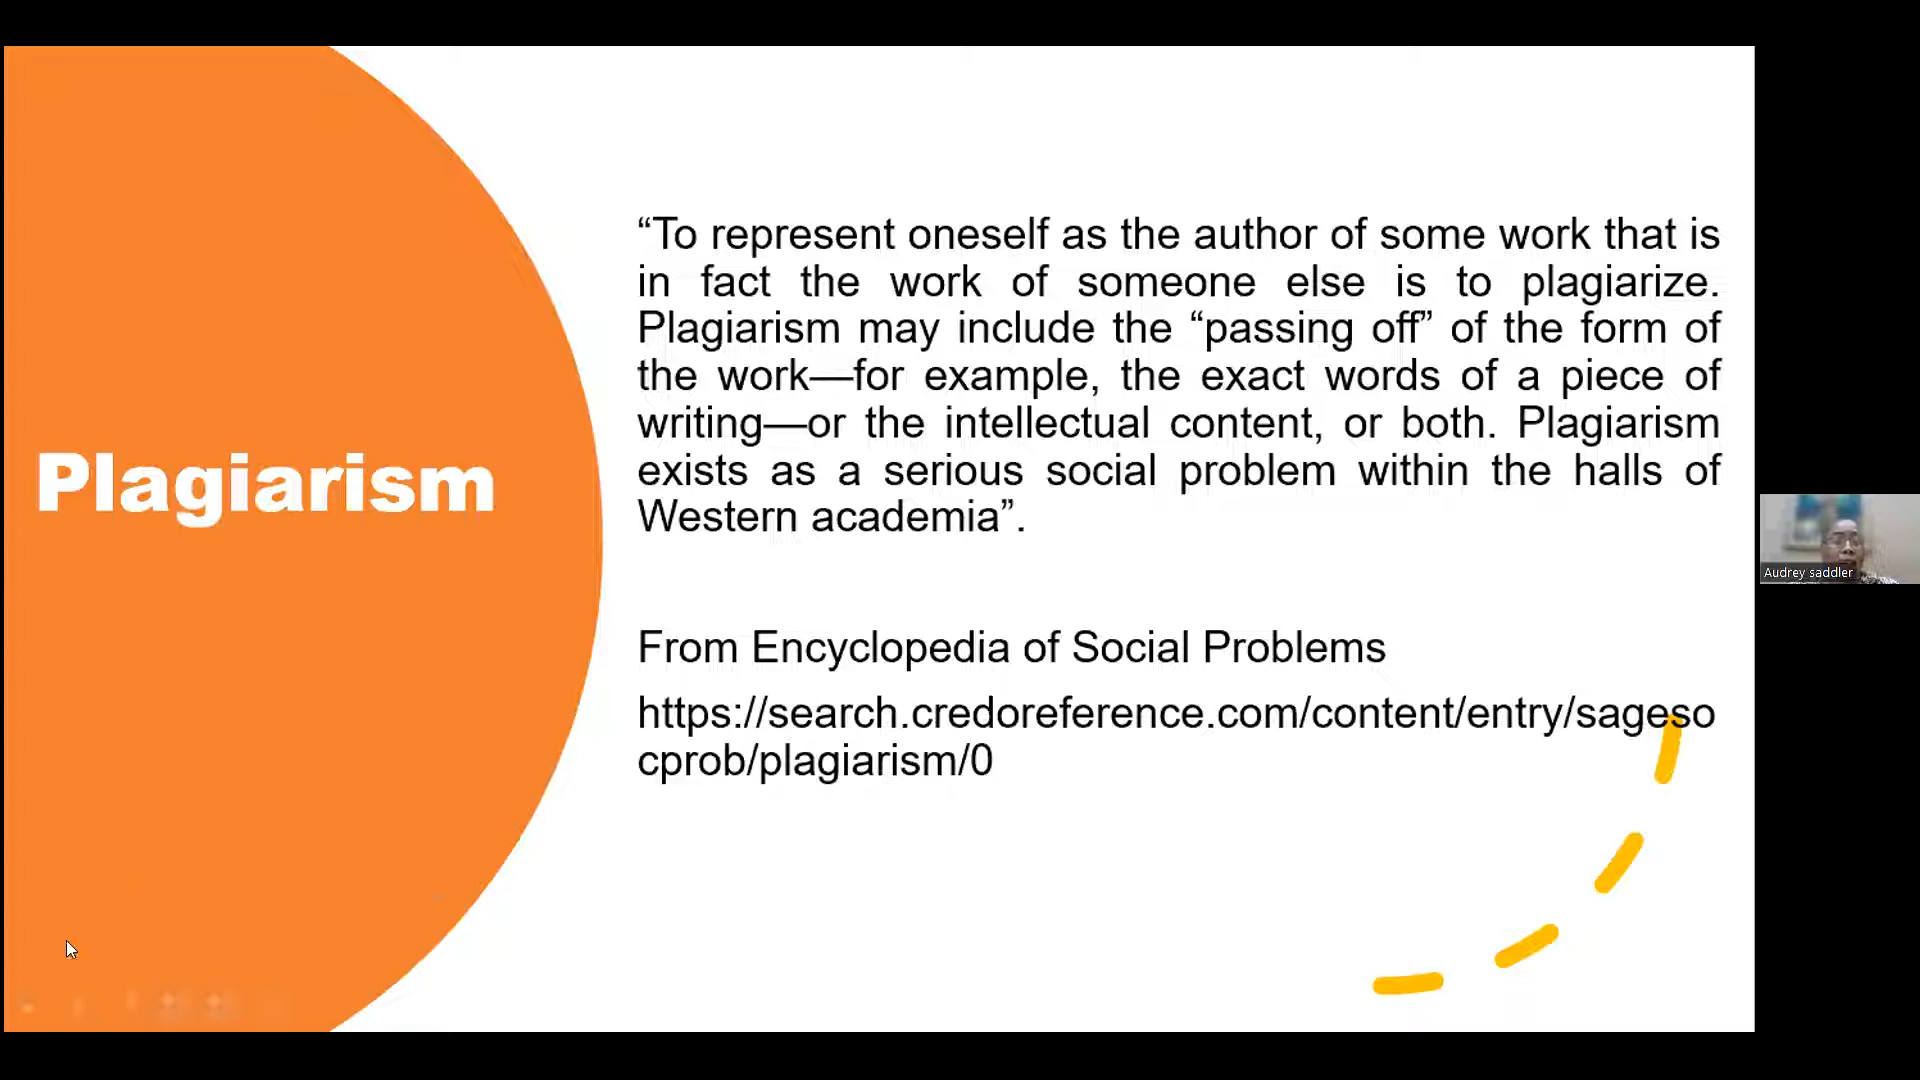 Plagiarism
“To represent oneself as the author of some work that is
in fact the work of someone else is to plagiarize.
Plagiarism may include the “passing off” of the form of
the work—for example, the exact words of a piece of
writing—or the intellectual content, or both. Plagiarism
exists as a serious social problem within the halls of
Western academia”.
From Encyclopedia of Social Problems
https://search.credoreference.com/content/entry/sageso
cprob/plagiarism/0
Audrey saddler